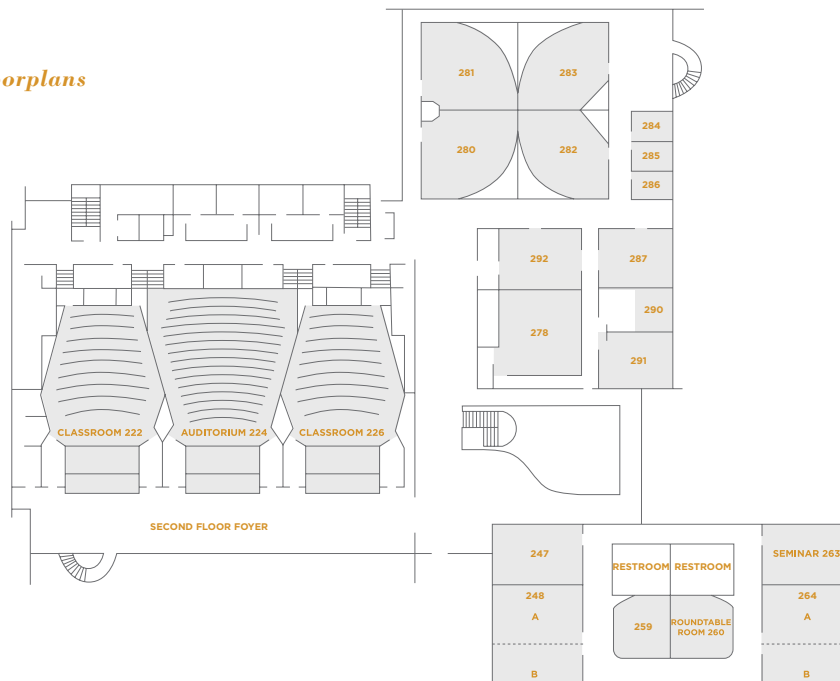 orplans
281
283
284
280
282
285
286
292
287
290
278
291
CLASSROOM 222
AUDITORIUM 224
CLASSROOM 226
SECOND FLOOR FOYER
247
SEMINAR 263
RESTROOM
RESTROOM
248
264
A
A
259
ROUNDTABLE
ROOM 260
B
B